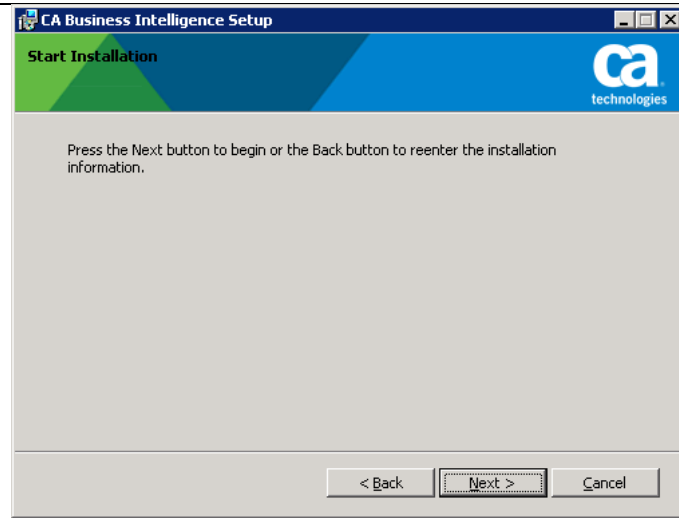 CA Business Intelligence Setup
Start Installation
ca
technologies
Press the Next button to begin or the Back button to reenter the installation
information.
< Back
Next >
Cancel